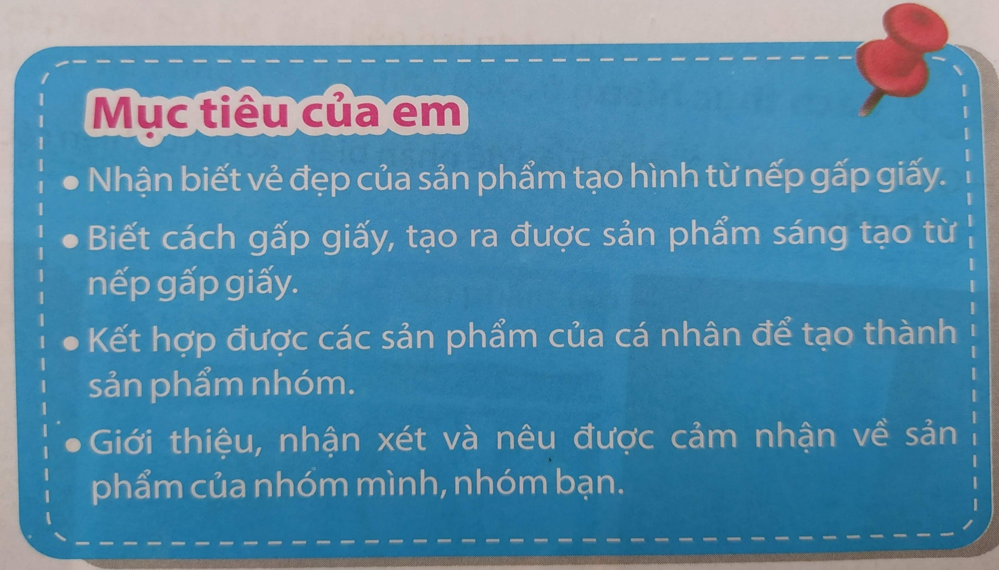 Mục tiêu của em
• Nhận biết vẻ đẹp của sản phẩm tạo hình từ nếp gấp giấy.
• Biết cách gấp giấy, tạo ra được sản phẩm sáng tạo từ
nếp gấp giấy.
• Kết hợp được các sản phẩm của cá nhân để tạo thành
sản phẩm nhóm.
• Giới thiệu, nhận xét và nêu được cảm nhận về sản
phẩm của nhóm mình, nhóm bạn.